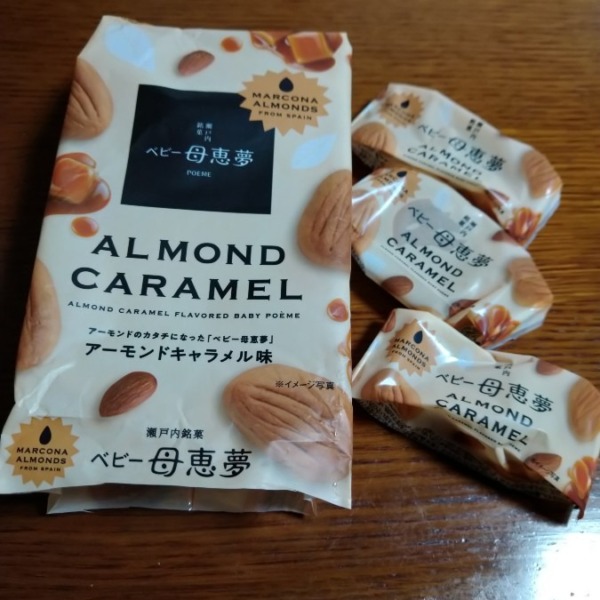 MARCONA
ALMONDS
FROM SPAIN
瀬戸内
銘菓
ベビー母恵夢
POEME
ALMOND
CARAMEL
ALMOND CARAMEL FLAVORED BABY POÈME
アーモンドのカタチになった「ベビー母恵夢」
アーモンドキャラメル味
※イメージ写真
MARCONA
ALMONDS
FROM SPAIN
瀬戸内銘菓
ベビー母恵夢
ベビー母恵夢
ALMOND
CARAMEL
ベビー母恵夢
ALMOND
CARAMEL
MARCONA
ALMONDS
ベビー母恵夢
ALMOND
CARAMEL